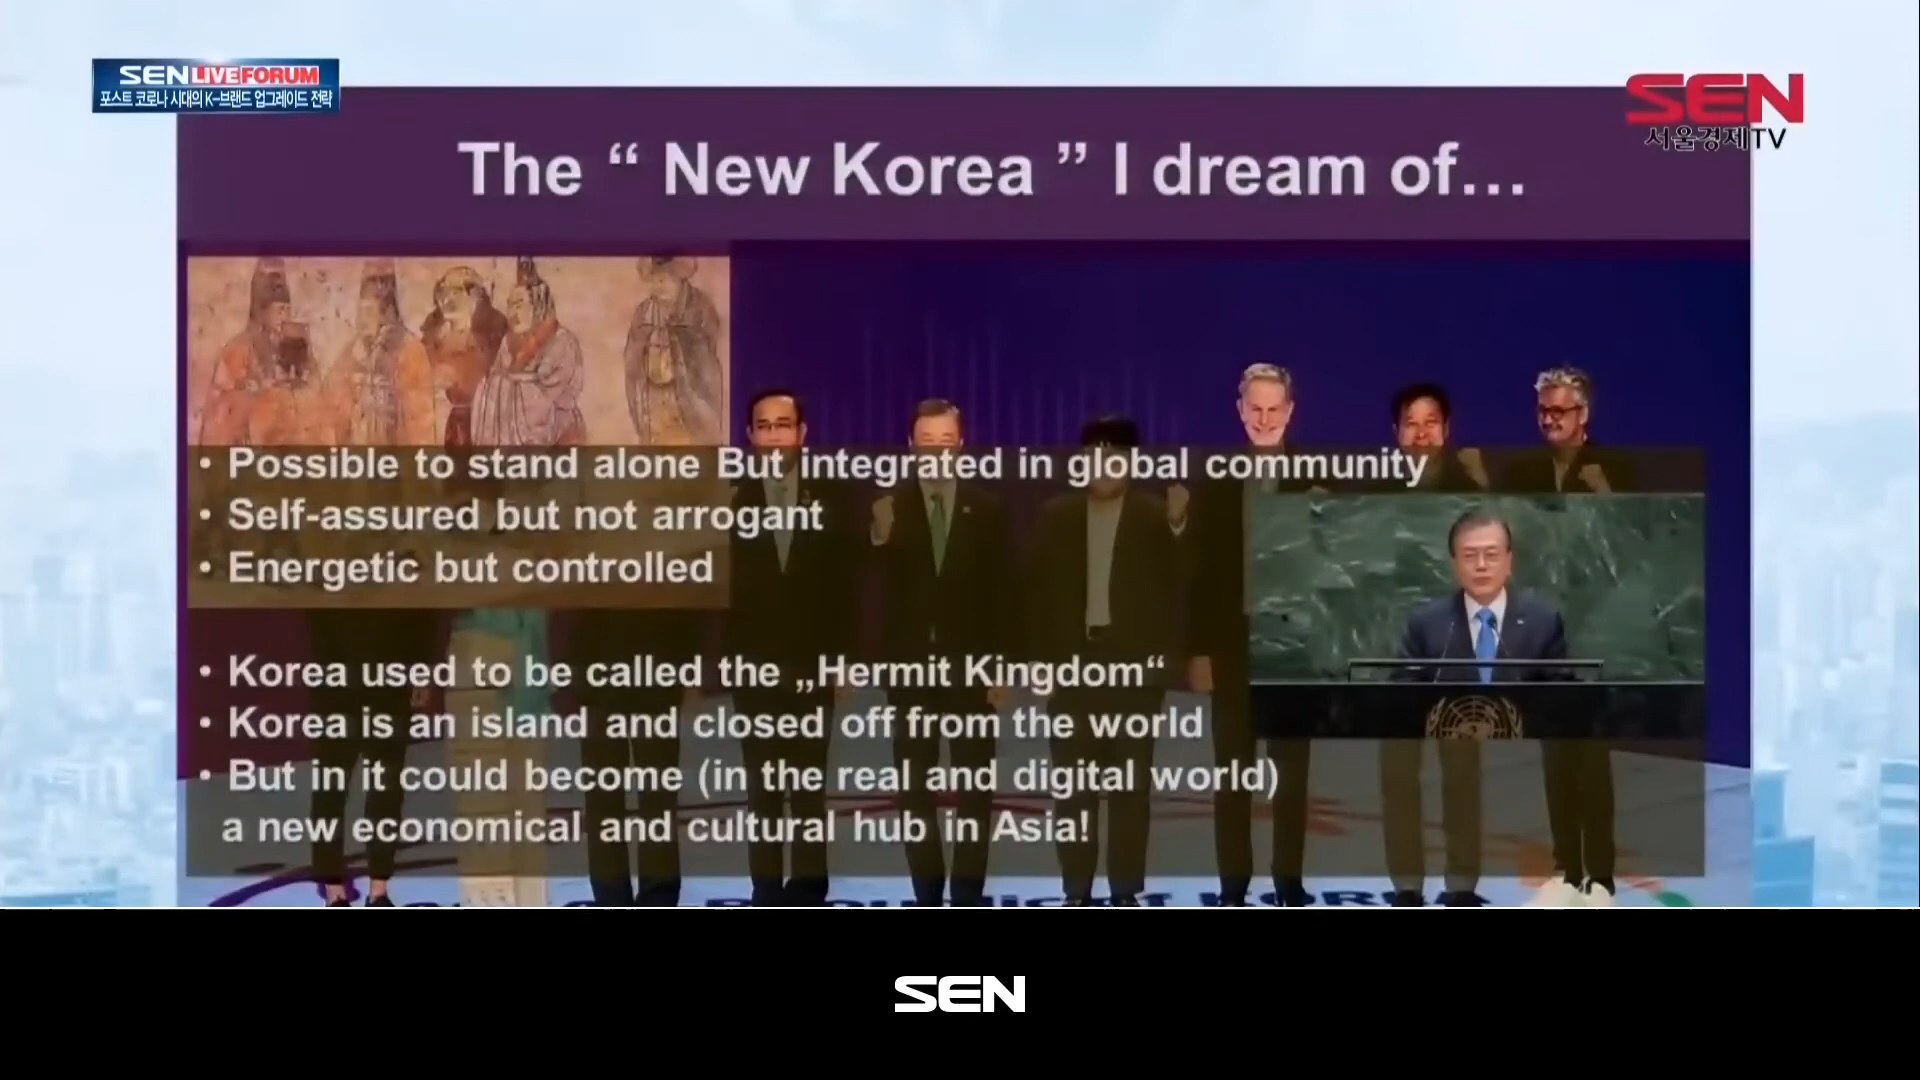 SEN LIVE FORUM
포스트 코로나 시대의 K-브랜드 업그레이드 전략
SEN
서울경제TV
The “ New Korea ” I dream of…
• Possible to stand alone But integrated in global community
• Self-assured but not arrogant
• Energetic but controlled
• Korea used to be called the „Hermit Kingdom“
• Korea is an island and closed off from the world
• But in it could become (in the real and digital world)
a new economical and cultural hub in Asia!
KOREA
SEN